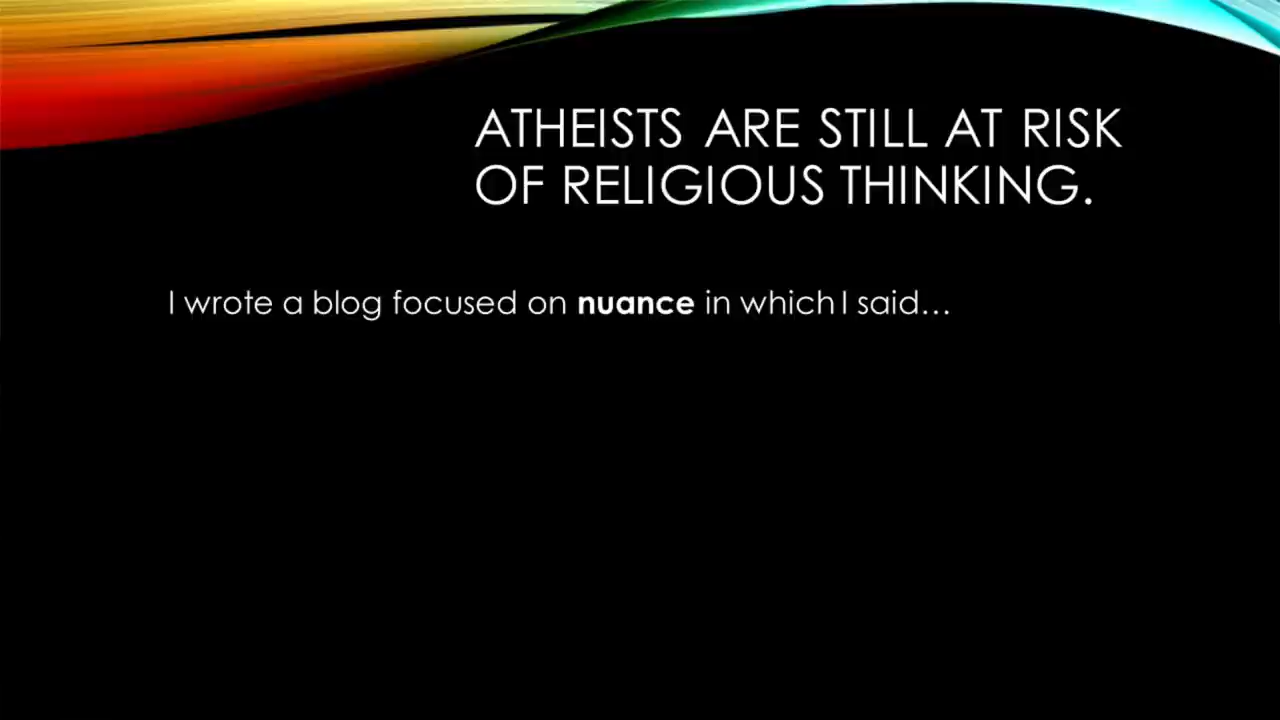 ATHEISTS ARE STILL AT RISK
OF RELIGIOUS THINKING.
I wrote a blog focused on nuance in which I said…